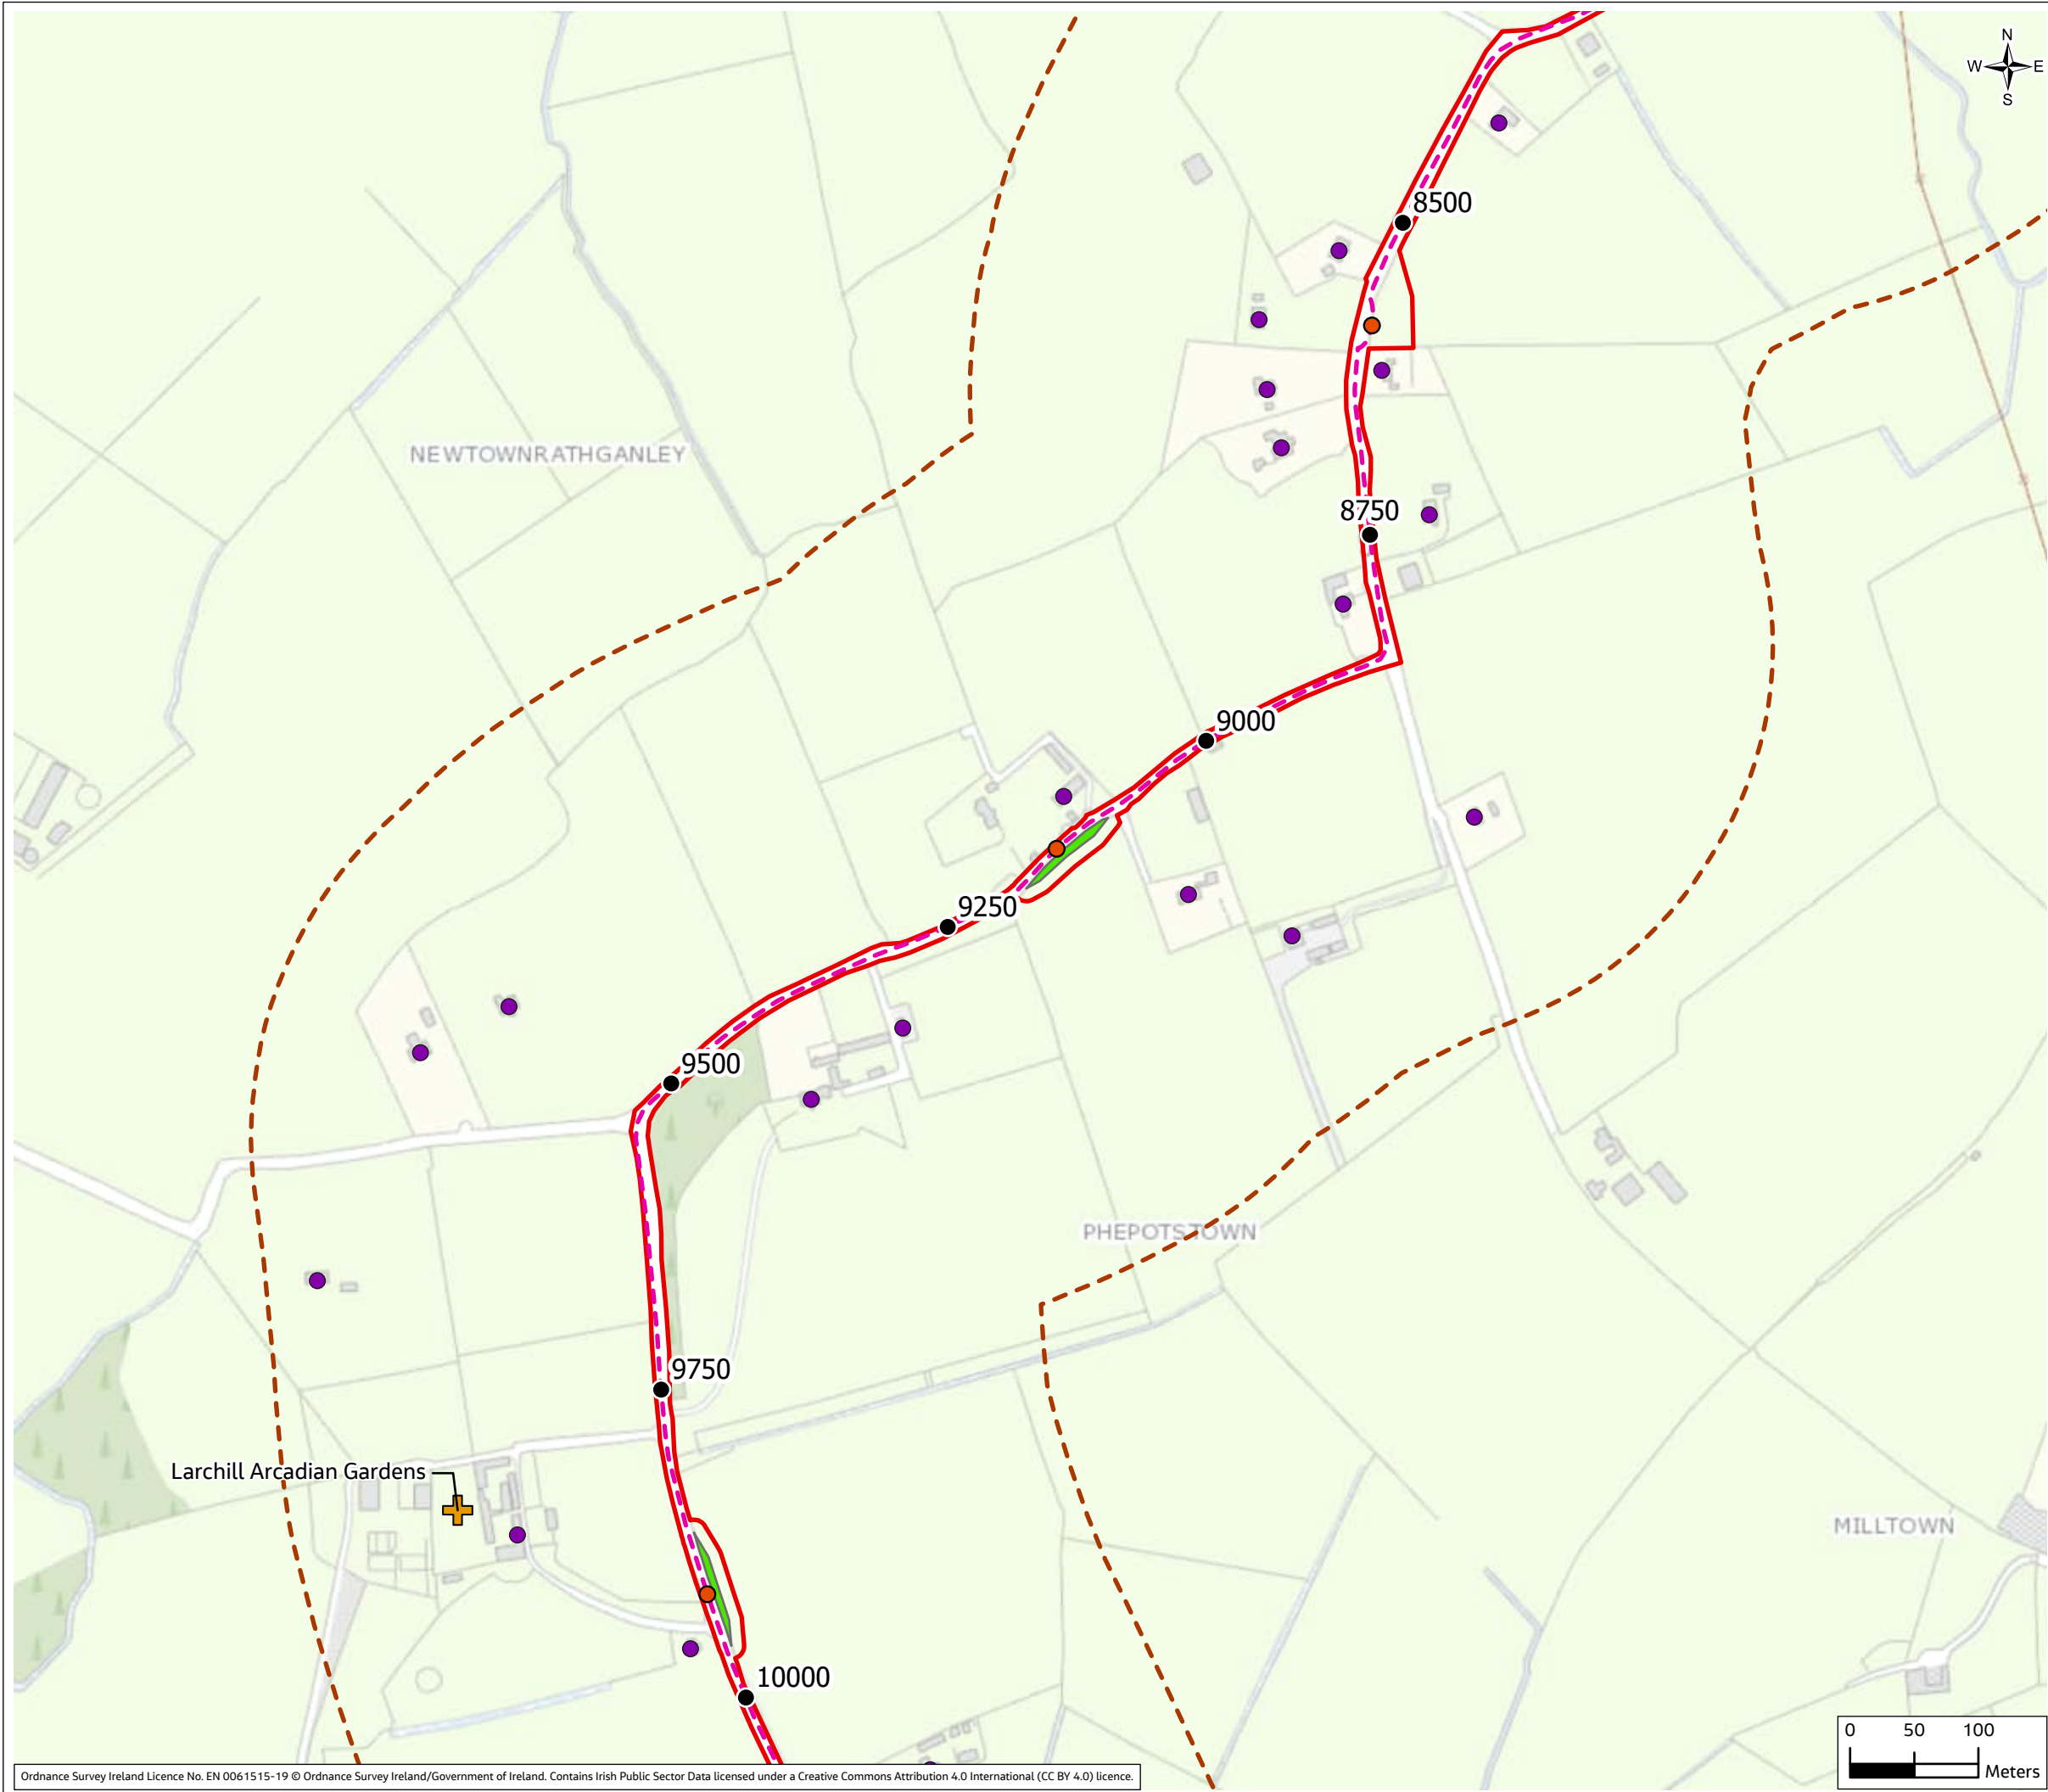 N
W E
S
8500
NEWTOWNRATHGANLEY
8750
9000
9250
9500
PHEPOTSTOWN
9750
Larchill Arcadian Gardens
MILLTOWN
10000
0 50 100
Meters
Ordnance Survey Ireland Licence No. EN 0061515-19 © Ordnance Survey Ireland/Government of Ireland. Contains Irish Public Sector Data licensed under a Creative Commons Attribution 4.0 International (CC BY 4.0) licence.